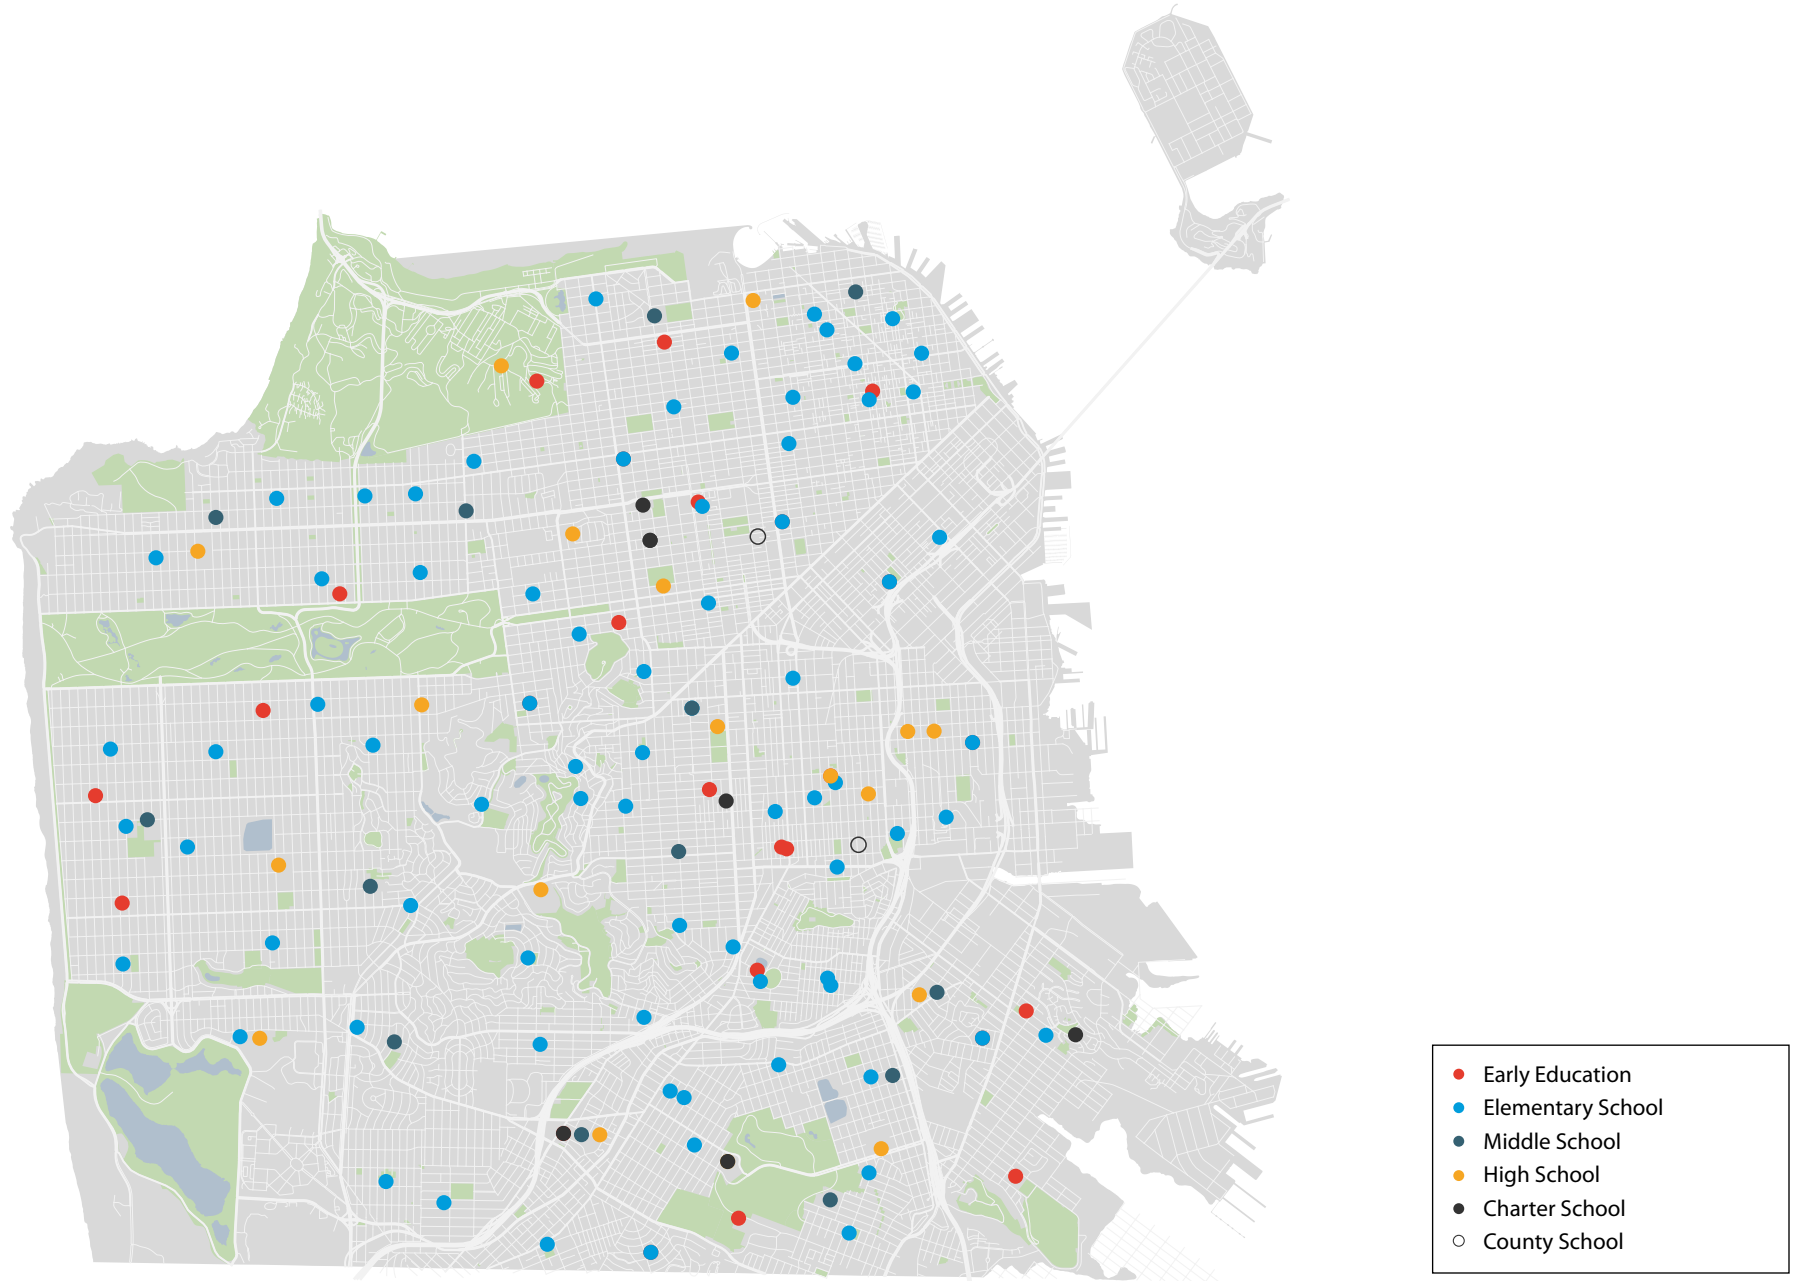 Early Education
Elementary School
Middle School
High School
Charter School
County School